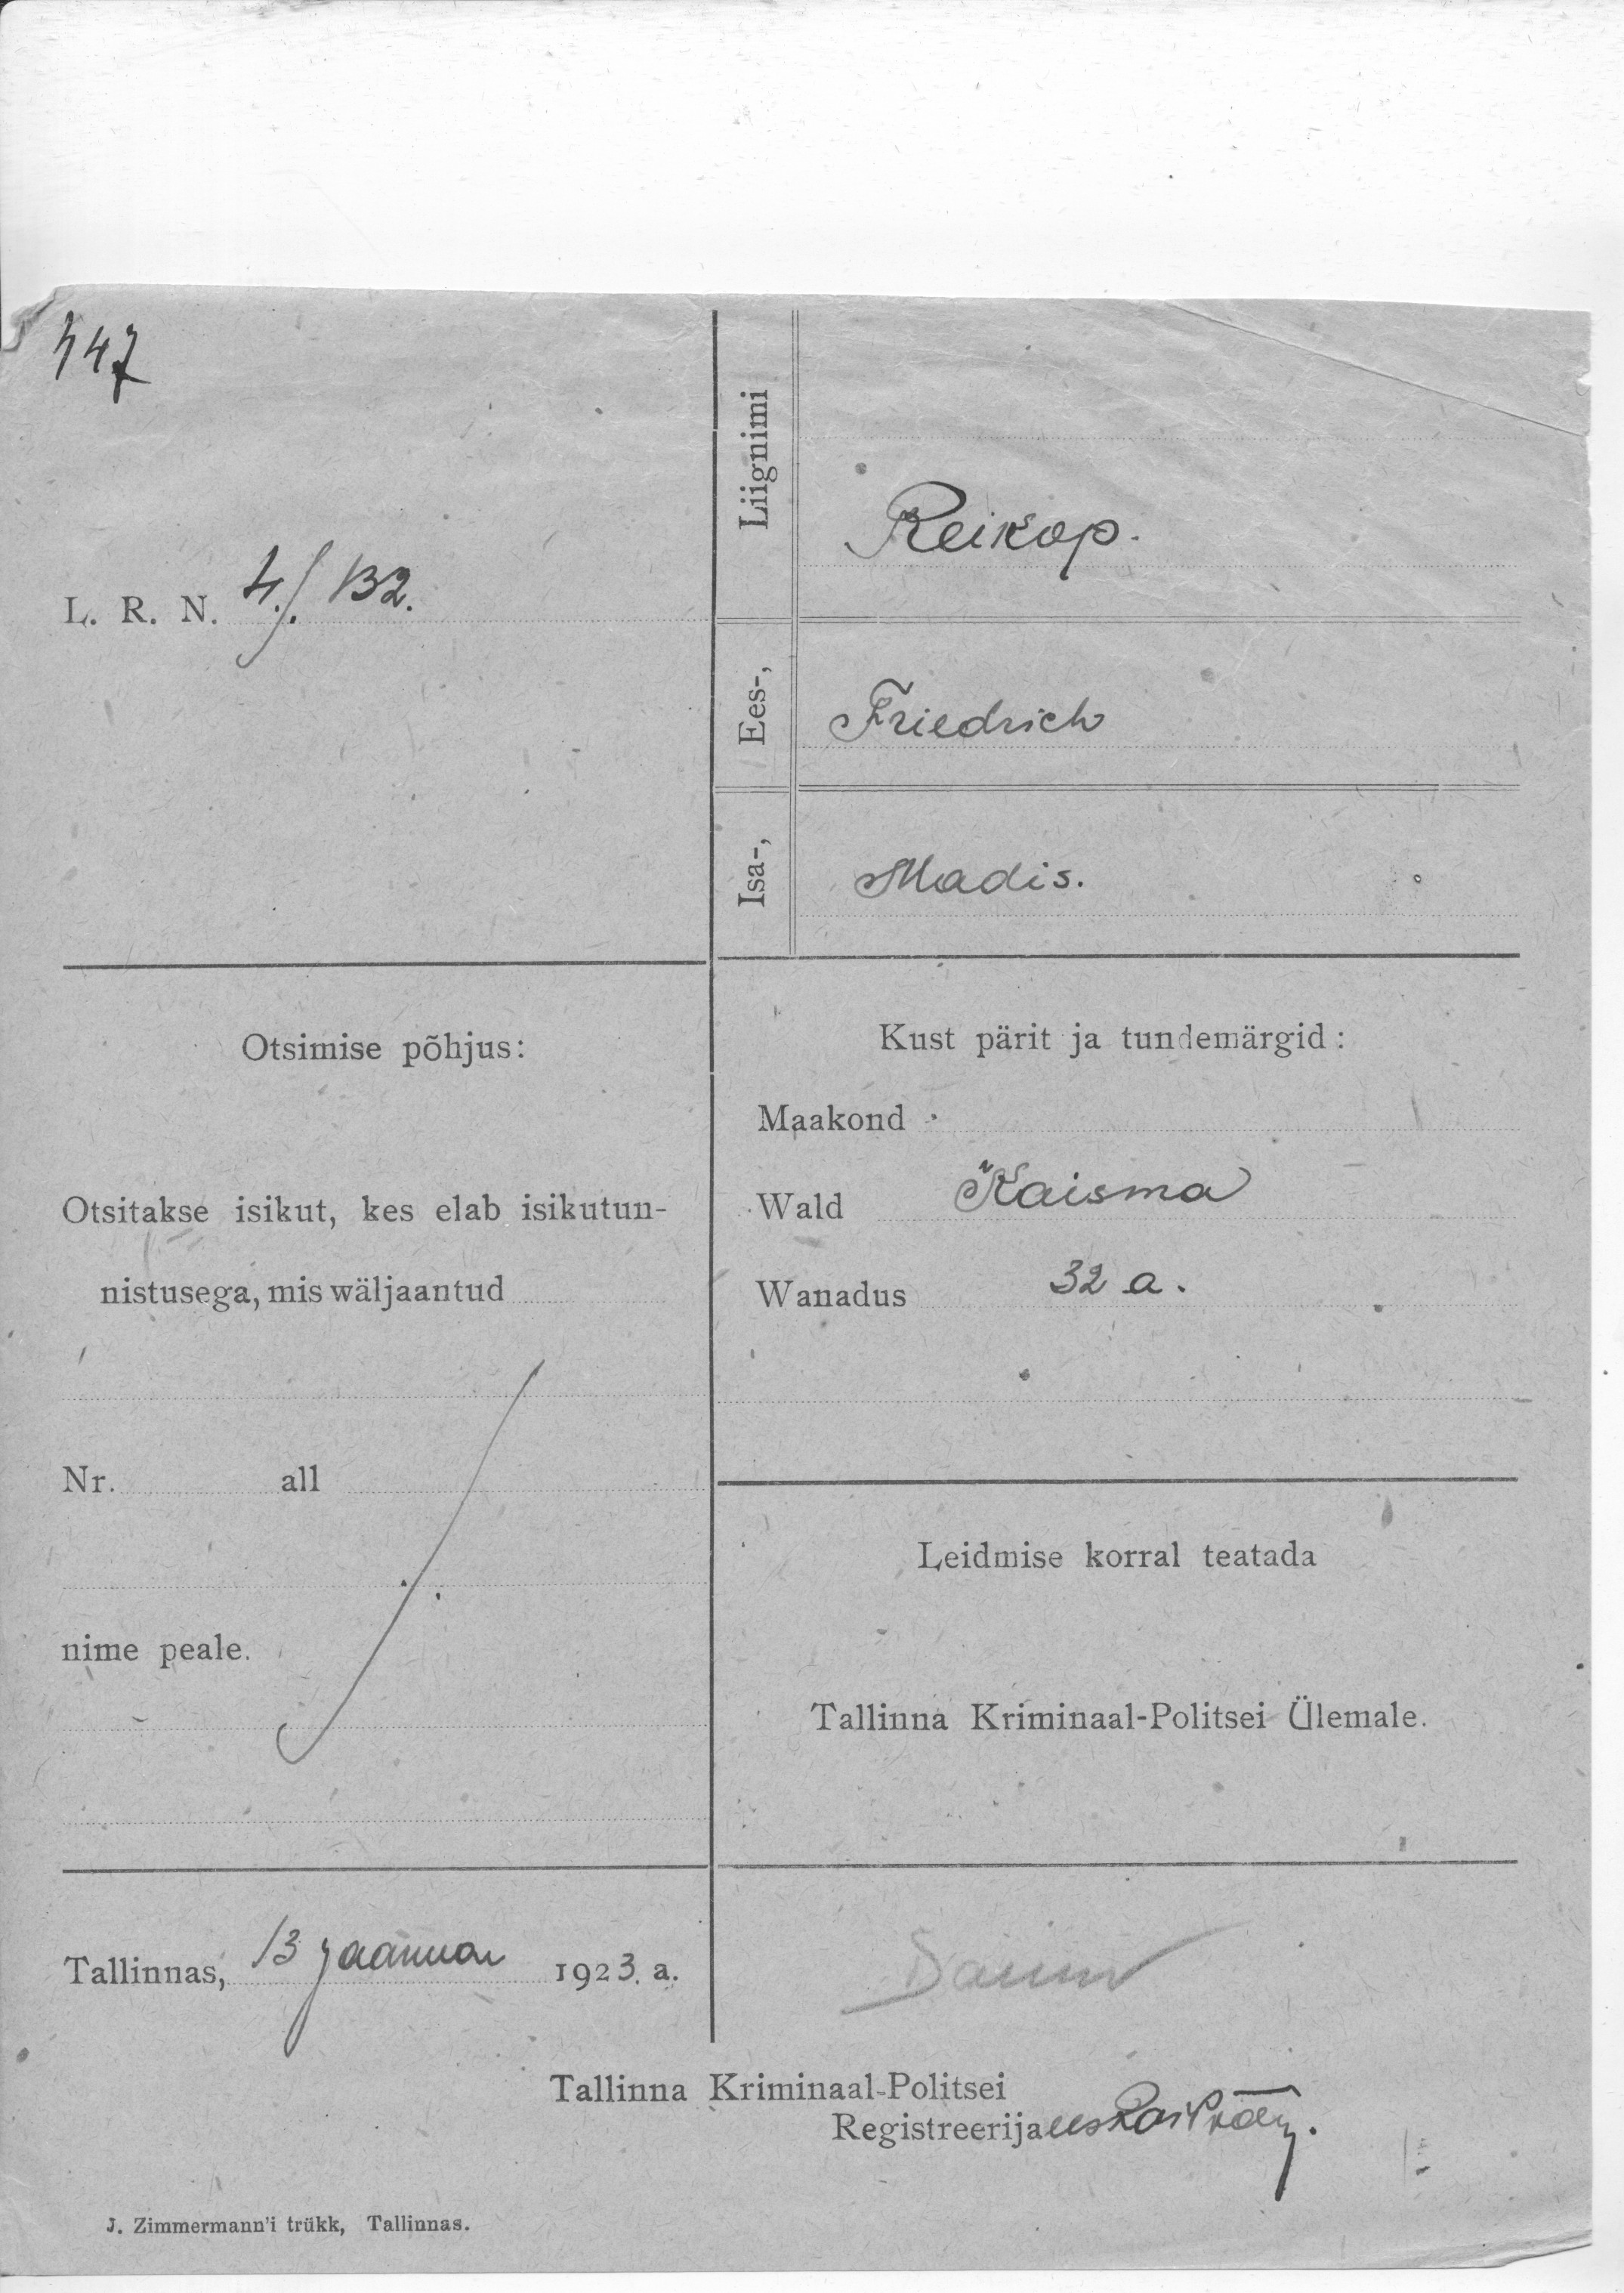 447
L. R. N. 4./. 132.
Liignimi
Reikop.
Ees-,
Friedrich
Isa-,
Madis.
Otsimise põhjus:
Otsitakse isikut, kes elab isikutun-
nistusega, mis wäljaantud
Nr. all
nime peale.
Kust pärit ja tundemärgid:
Maakond
Wald Kaisma
Wanadus 32 a.
Leidmise korral teatada
Tallinna Kriminaal-Politsei Ülemale.
Tallinnas, 13 jaanuar 1923. a.
Tallinna Kriminaal-Politsei
Registreerija
J. Zimmermann'i trükk, Tallinnas.